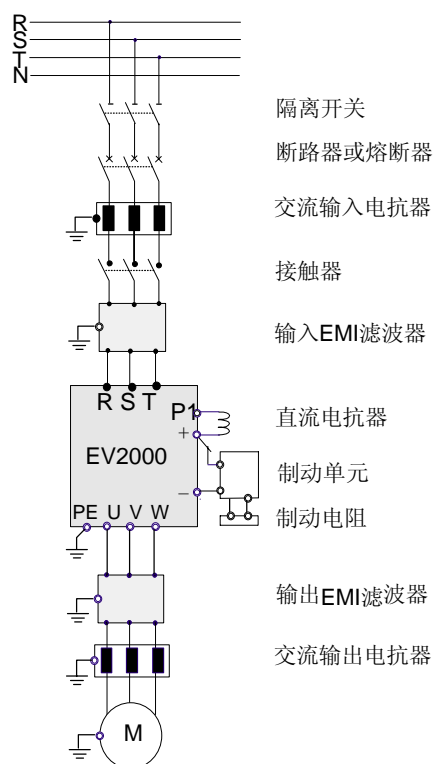 R
S
T
N
隔离开关
断路器或熔断器
交流输入电抗器
接触器
输入EMI滤波器
R S T
P1
直流电抗器
+
EV2000
制动单元
−
PE U V W
制动电阻
输出EMI滤波器
交流输出电抗器
M